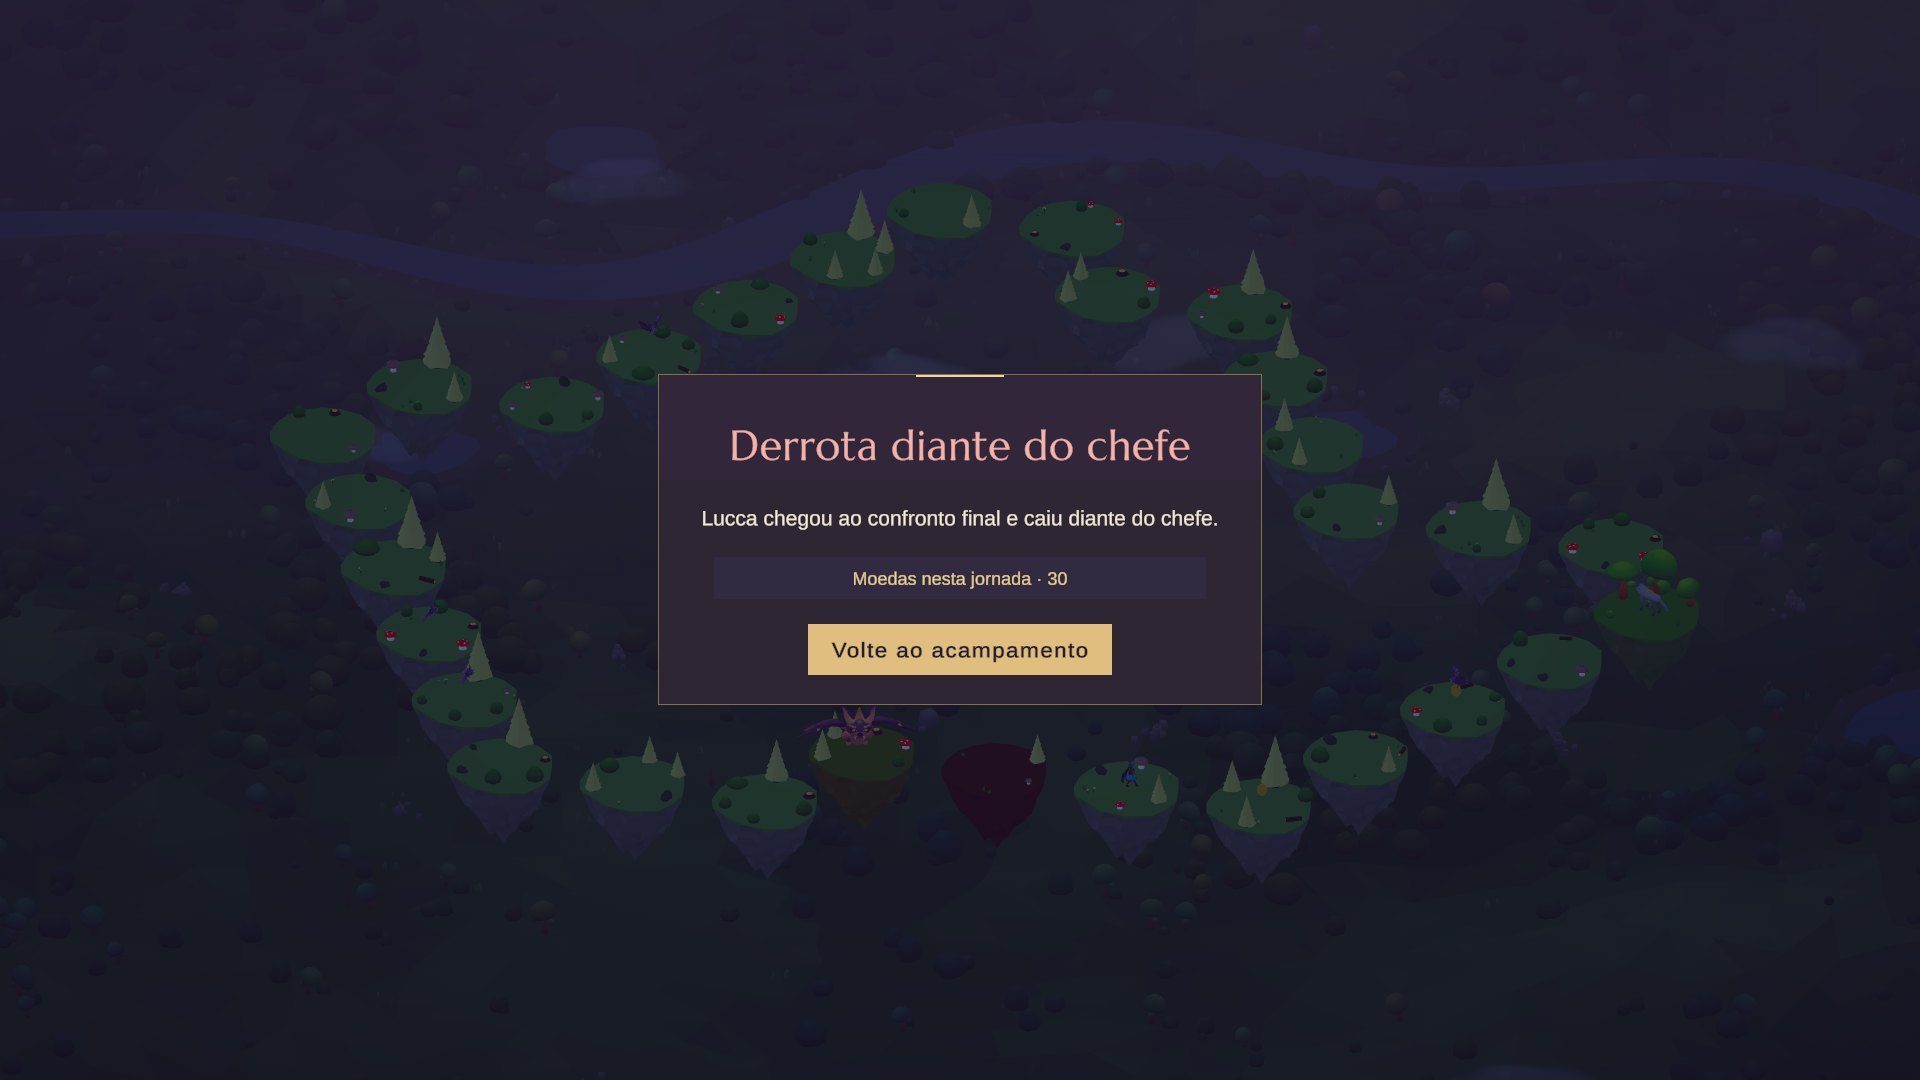 Derrota diante do chefe
Lucca chegou ao confronto final e caiu diante do chefe.
Moedas nesta jornada · 30
Volte ao acampamento